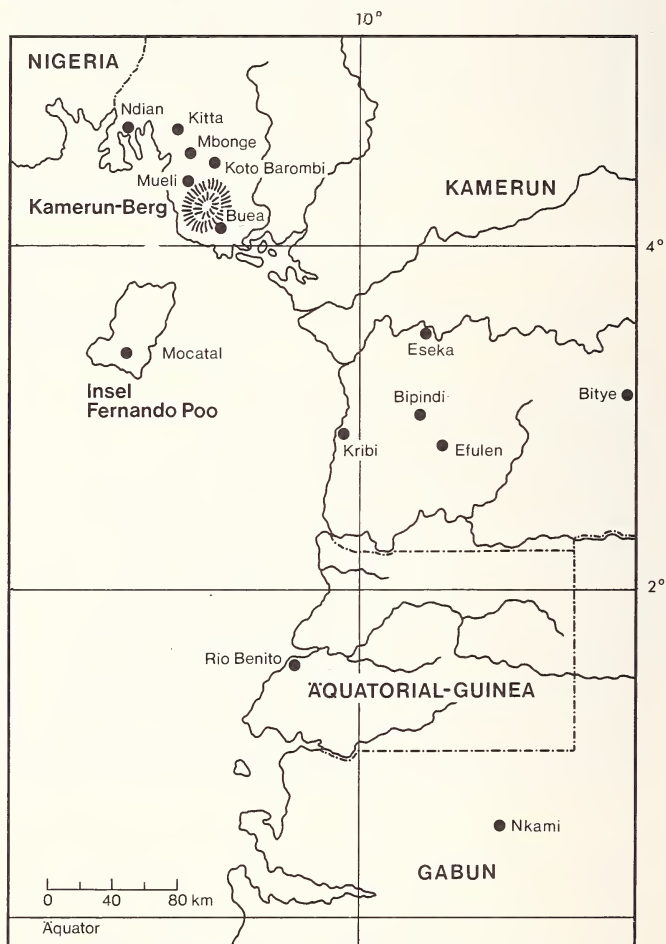 10°
NIGERIA
Ndian
Kitta
Mbonge
Koto Barombi
Mueli
KAMERUN
Kamerun-Berg
Buea
4°
Mocatal
Eseka
Insel
Fernando Poo
Bipindi
Bitye
Kribi
Efulen
2°
Rio Benito
ÄQUATORIAL-GUINEA
Nkami
GABUN
0 40 80 km
Äquator